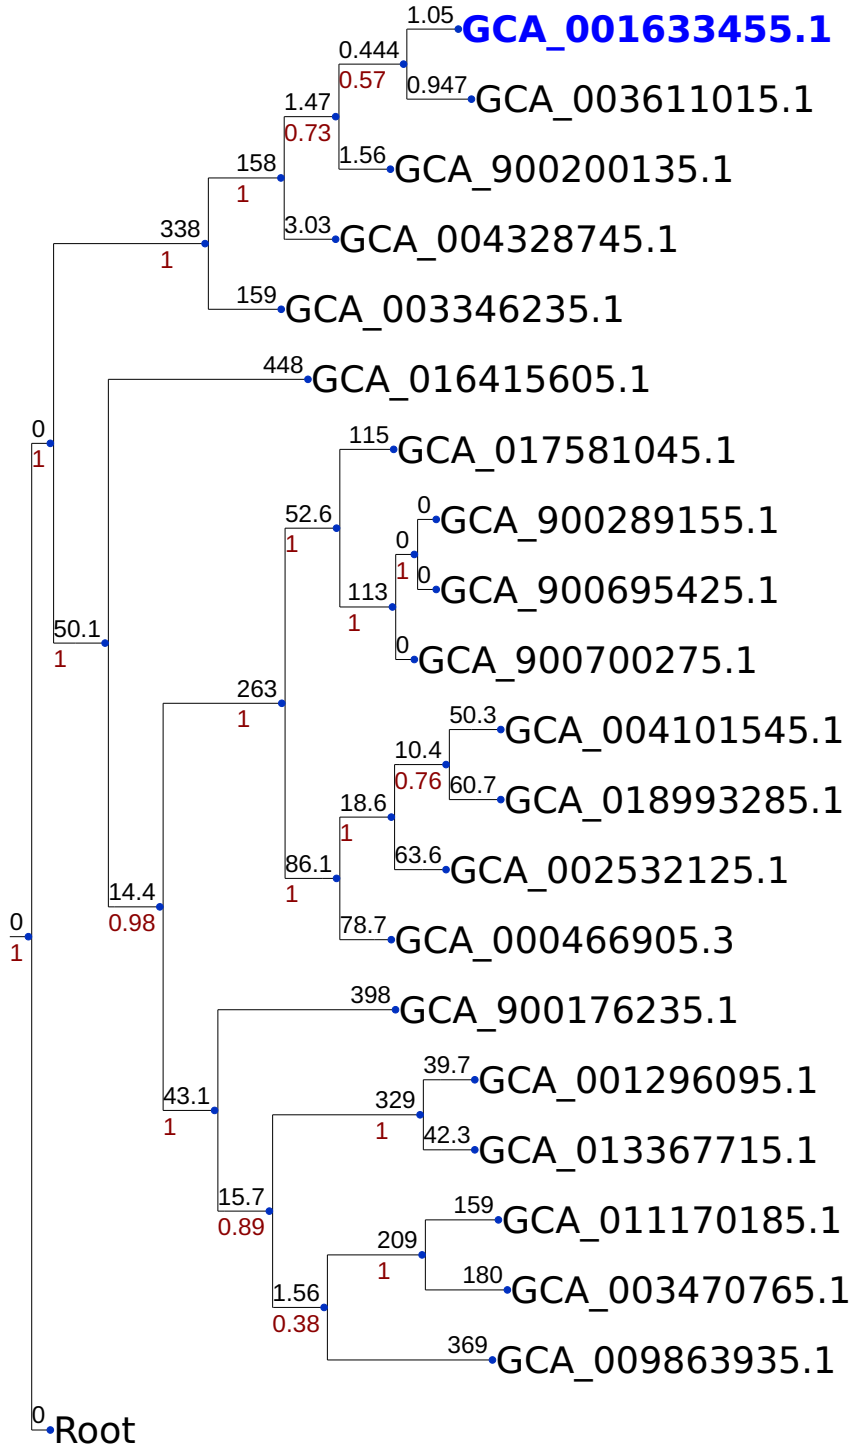 1.05
GCA_001633455.1
0.444
0.57
0.947
GCA_003611015.1
1.47
0.73
1.56
GCA_900200135.1
158
1
3.03
GCA_004328745.1
338
1
159
GCA_003346235.1
448
GCA_016415605.1
0
1
115
GCA_017581045.1
52.6
1
0
GCA_900289155.1
0
1
0
GCA_900695425.1
113
1
0
GCA_900700275.1
50.1
1
263
1
50.3
GCA_004101545.1
10.4
0.76
60.7
GCA_018993285.1
18.6
1
63.6
GCA_002532125.1
86.1
1
78.7
GCA_000466905.3
14.4
0.98
0
1
398
GCA_900176235.1
43.1
1
39.7
GCA_001296095.1
329
1
42.3
GCA_013367715.1
15.7
0.89
159
GCA_011170185.1
209
1
180
GCA_003470765.1
1.56
0.38
369
GCA_009863935.1
0
Root